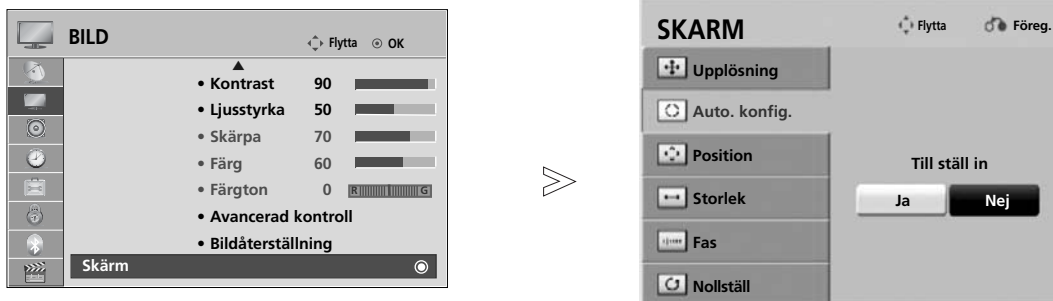 BILD
Flytta OK
• Kontrast 90
• Ljusstyrka 50
• Skärpa 70
• Färg 60
• Färgton 0 R G
• Avancerad kontroll
• Bildåterställning
Skärm
SKARM
Flytta Föreg.
Upplösning
Auto. konfig.
Position
Storlek
Fas
Nollställ
Till ställ in
Ja Nej